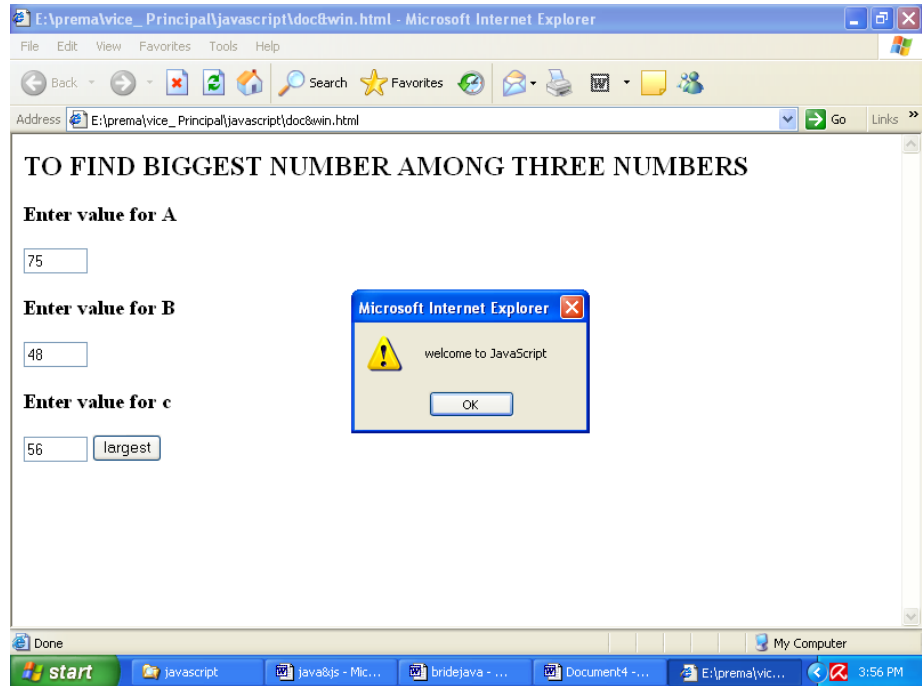 E:\prema\vice_ Principal\javascript\doc&win.html - Microsoft Internet Explorer
File Edit View Favorites Tools Help
Back Search Favorites
Address E:\prema\vice_ Principal\javascript\doc&win.html Go Links »
TO FIND BIGGEST NUMBER AMONG THREE NUMBERS
Enter value for A
75
Enter value for B
48
Enter value for c
56 largest
Microsoft Internet Explorer
welcome to JavaScript
OK
Done My Computer
start javascript java&js - Mic... bridejava - ... Document4 -... E:\prema\vic... 3:56 PM